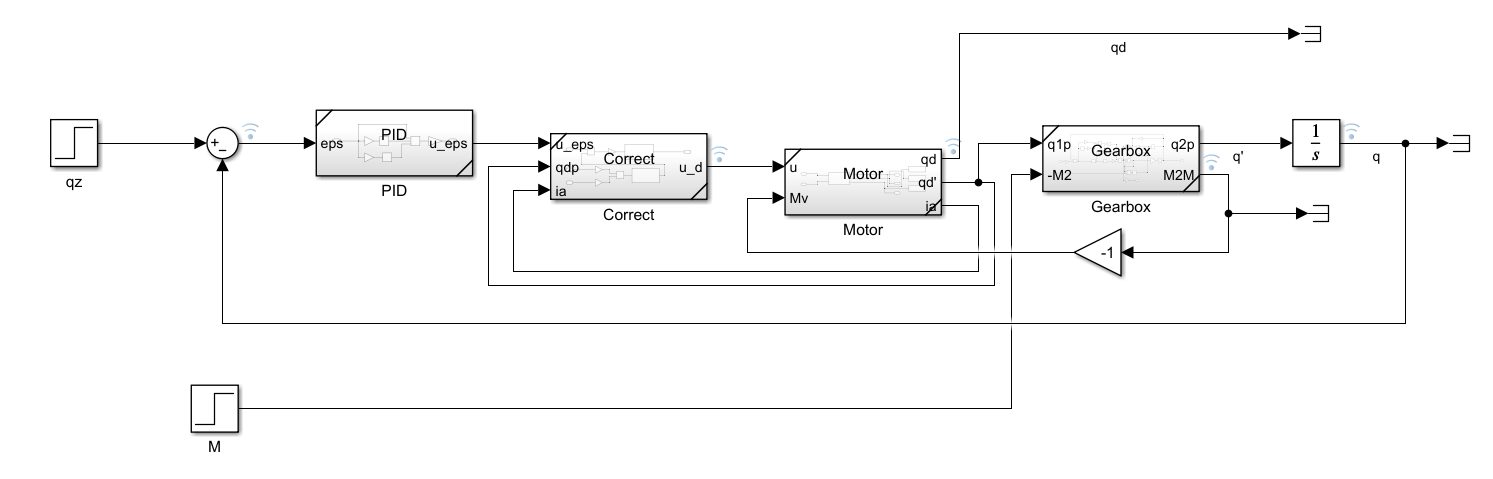 qd
qz
+
_
eps
PID
u_eps
PID
u_eps
qdp
ia
Correct
u_d
Correct
u
Mv
Motor
qd
qd'
ia
Motor
q1p
-M2
Gearbox
q2p
M2M
Gearbox
q'
1
s
q
-1
M